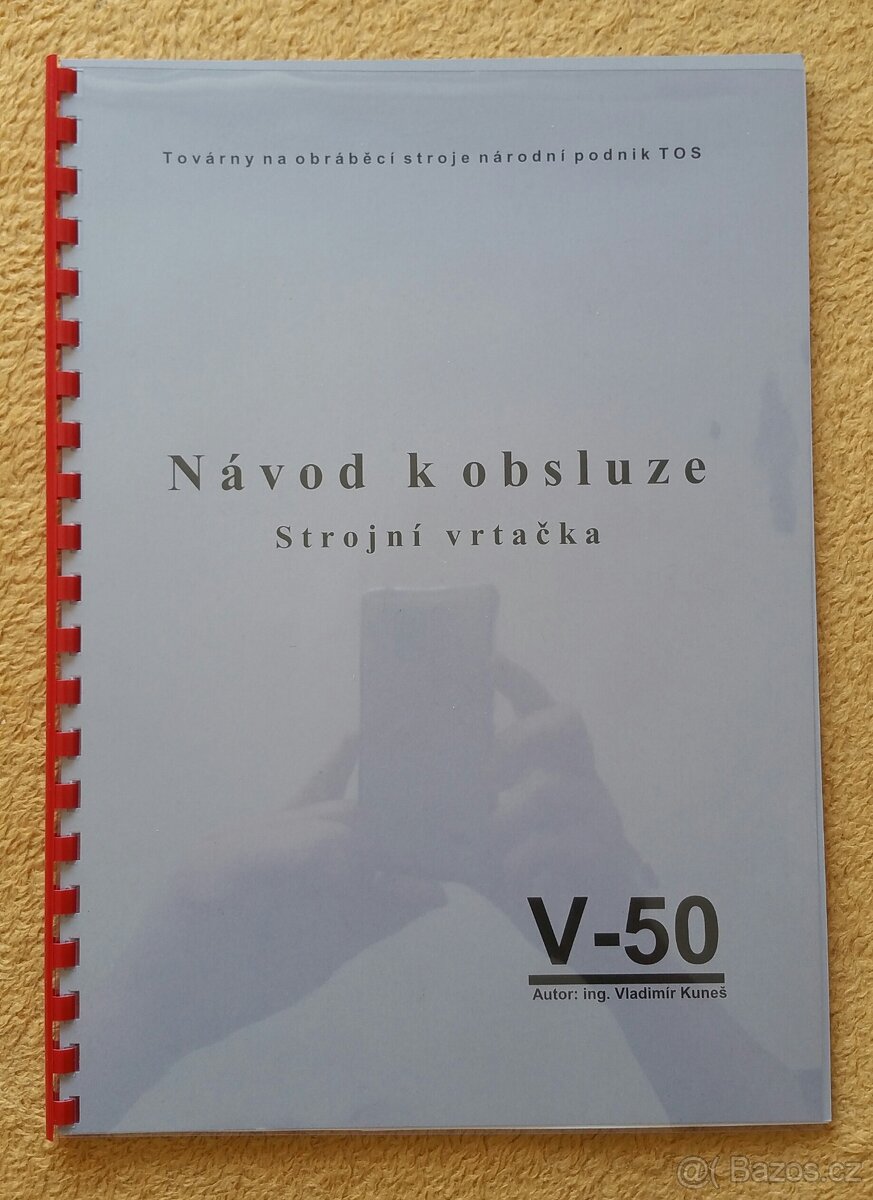 Továrny na obráběcí stroje národní podnik TOS
Návod k obsluze
Strojní vrtačka
V-50
Autor: ing. Vladimír Kuneš
@( Bazos.cz